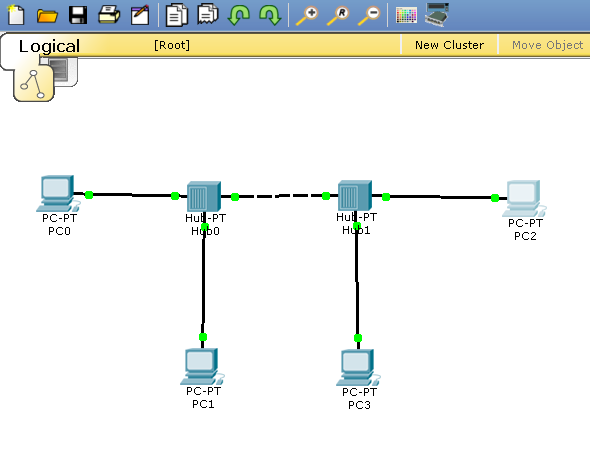 Logical
[Root]
New Cluster
Move Object
PC-PT
PC0
Hub-PT
Hub0
Hub-PT
Hub1
PC-PT
PC2
PC-PT
PC1
PC-PT
PC3